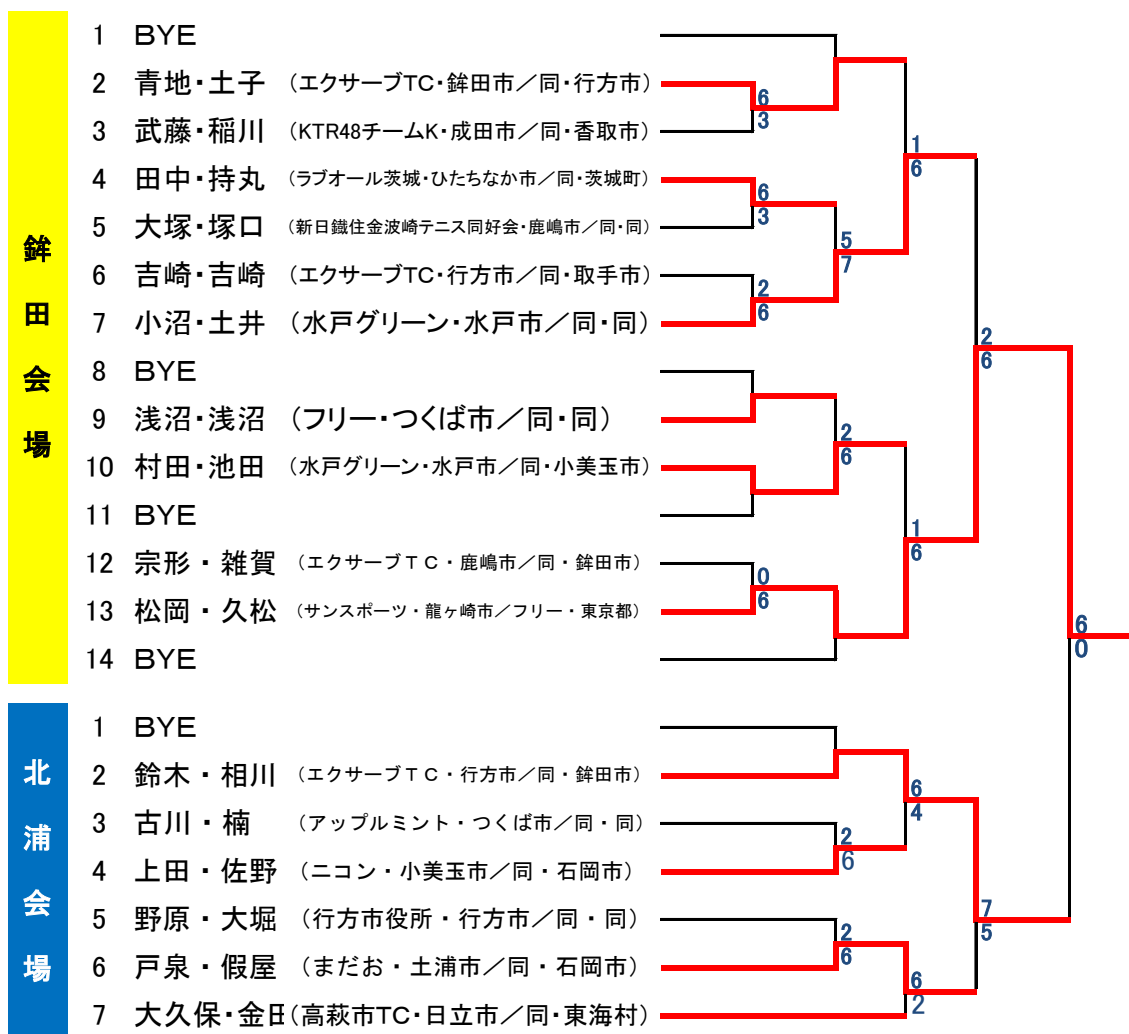 鉾田会場
1 BYE
2 青地・土子 （エクサーブTC・鉾田市／同・行方市）
6
3 武藤・稲川 （KTR48チームK・成田市／同・香取市）
3
1
4 田中・持丸 （ラブオール茨城・ひたちなか市／同・茨城町）
6
6
5 大塚・塚口 （新日鐵住金波崎テニス同好会・鹿嶋市／同・同）
3
5
6 吉崎・吉崎 （エクサーブTC・行方市／同・取手市）
7
2
7 小沼・土井 （水戸グリーン・水戸市／同・同）
6
2
8 BYE
6
9 浅沼・浅沼 （フリー・つくば市／同・同）
2
10 村田・池田 （水戸グリーン・水戸市／同・小美玉市）
6
11 BYE
1
12 宗形・雑賀 （エクサーブＴＣ・鹿嶋市／同・鉾田市）
6
0
13 松岡・久松 （サンスポーツ・龍ヶ崎市／フリー・東京都）
6
6
14 BYE
0
北浦会場
1 BYE
2 鈴木・相川 （エクサーブＴＣ・行方市／同・鉾田市）
6
3 古川・楠 （アップルミント・つくば市／同・同）
4
2
4 上田・佐野 （ニコン・小美玉市／同・石岡市）
6
7
5 野原・大堀 （行方市役所・行方市／同・同）
2
5
6 戸泉・假屋 （まだお・土浦市／同・石岡市）
6
6
7 大久保・金田 （高萩市TC・日立市／同・東海村）
2